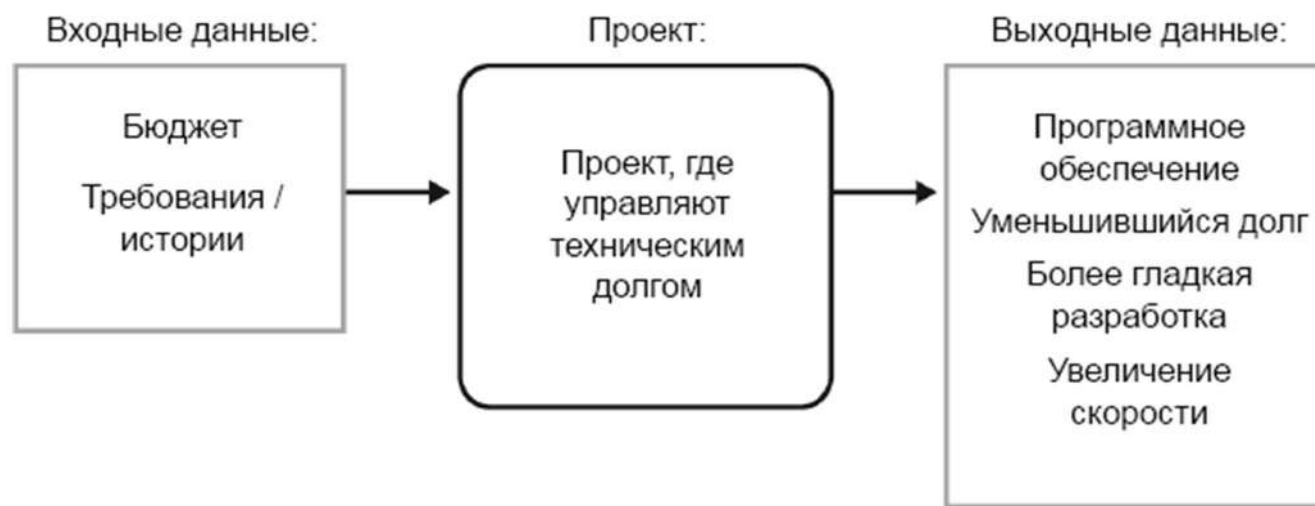 Входные данные:
Бюджет
Требования /
истории
Проект:
Проект, где
управляют
техническим
долгом
Выходные данные:
Программное
обеспечение
Уменьшившийся долг
Более гладкая
разработка
Увеличение
скорости